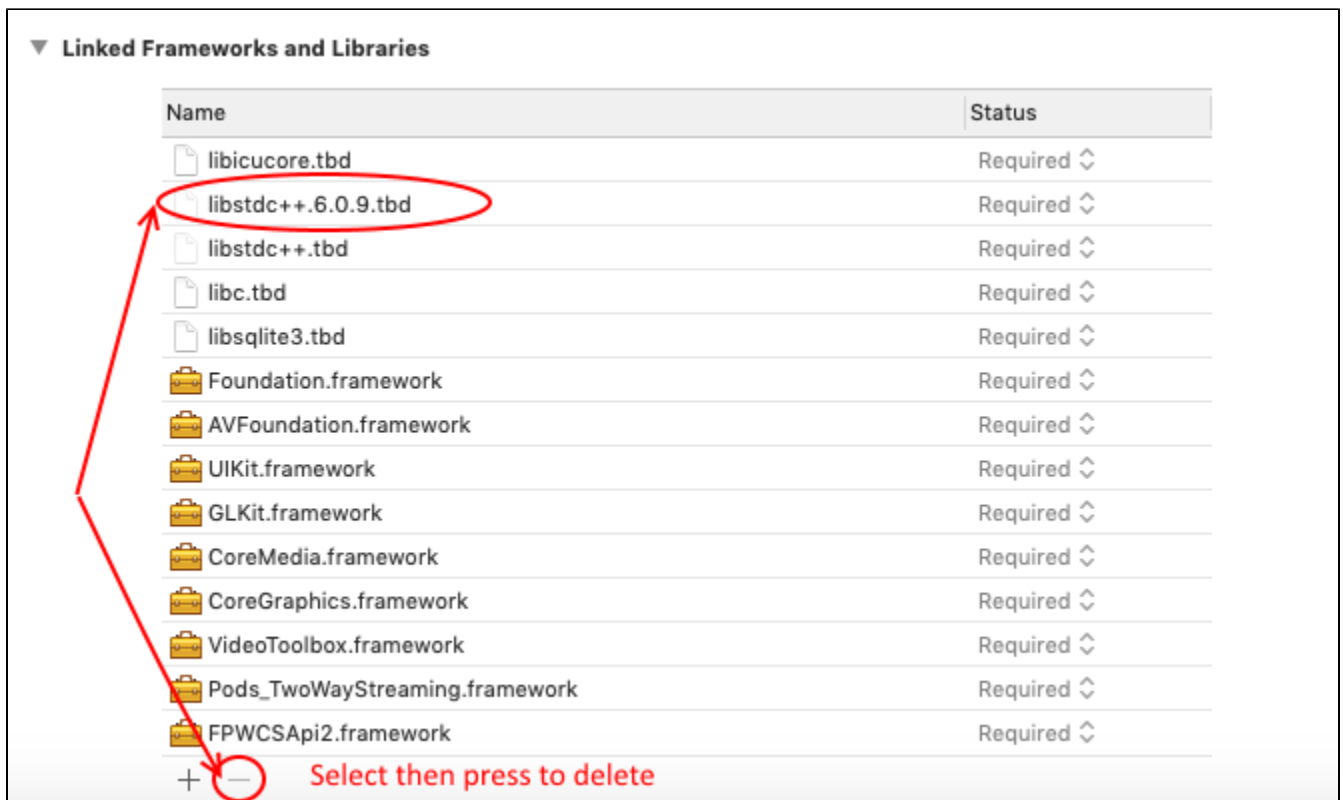 Linked Frameworks and Libraries
Name Status
libicucore.tbd Required
libstdc++.6.0.9.tbd Required
libstdc++.tbd Required
libc.tbd Required
libsqlite3.tbd Required
Foundation.framework Required
AVFoundation.framework Required
UIKit.framework Required
GLKit.framework Required
CoreMedia.framework Required
CoreGraphics.framework Required
VideoToolbox.framework Required
Pods_TwoWayStreaming.framework Required
FPWCSApi2.framework Required
+ — Select then press to delete